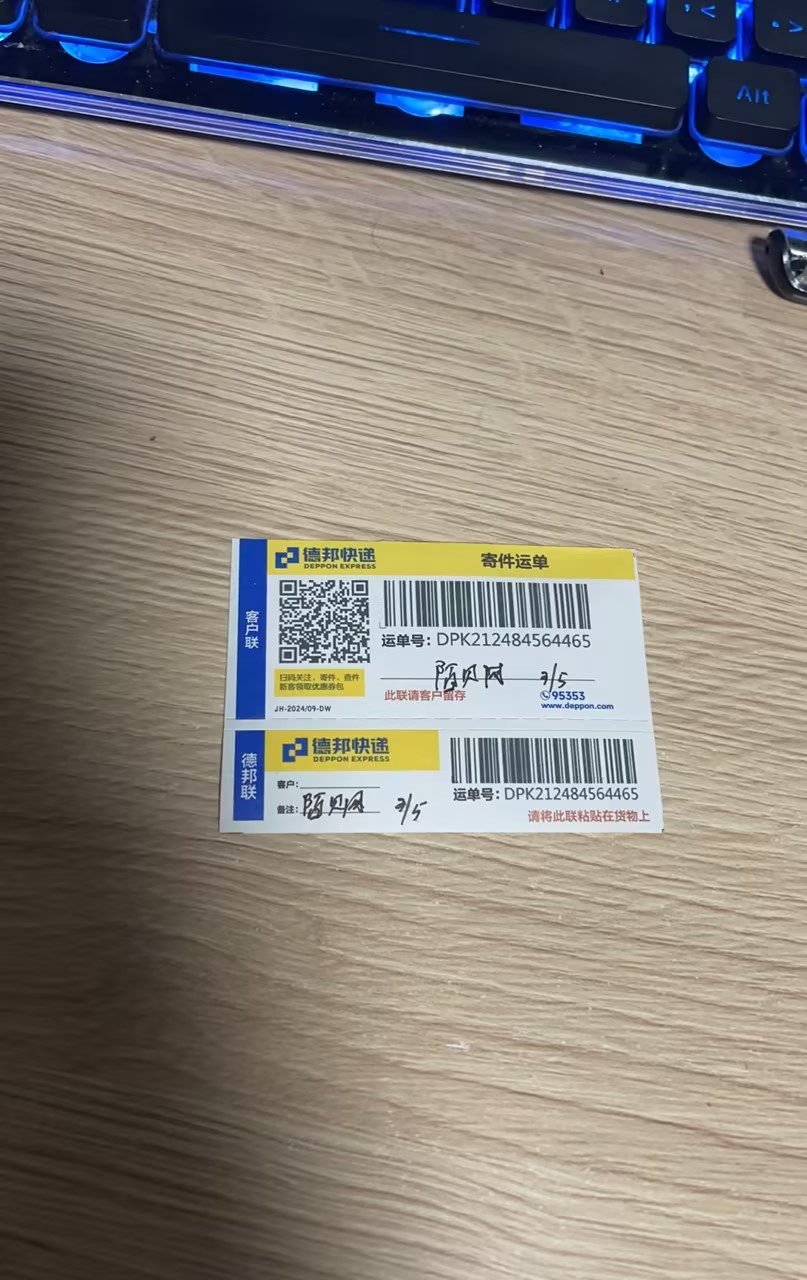 Alt
德邦快递
DEPPON EXPRESS
寄件运单
客户联
运单号: DPK212484564465
扫码关注、寄件、查件
新客领取优惠券包
陌贝网 3/5
此联请客户留存
95353
www.deppon.com
JH-2024/09-DW
德邦联
德邦快递
DEPPON EXPRESS
客户:
备注: 陌贝网 3/5
运单号: DPK212484564465
请将此联粘贴在货物上